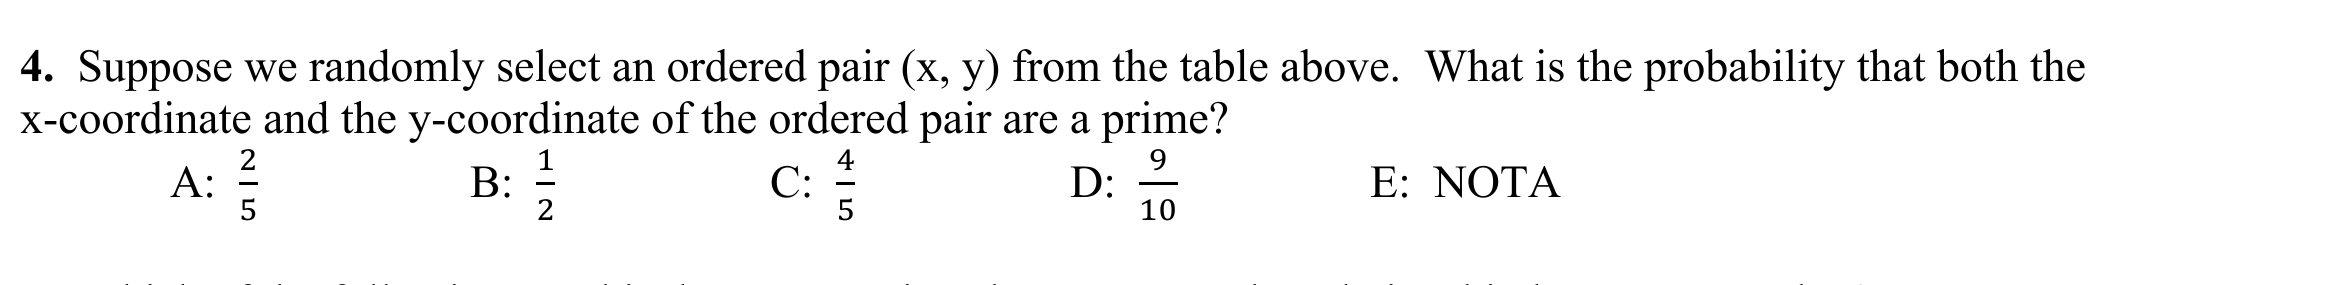 4. Suppose we randomly select an ordered pair (x, y) from the table above. What is the probability that both the
x-coordinate and the y-coordinate of the ordered pair are a prime?
A: 2/5 B: 1/2 C: 4/5 D: 9/10 E: NOTA